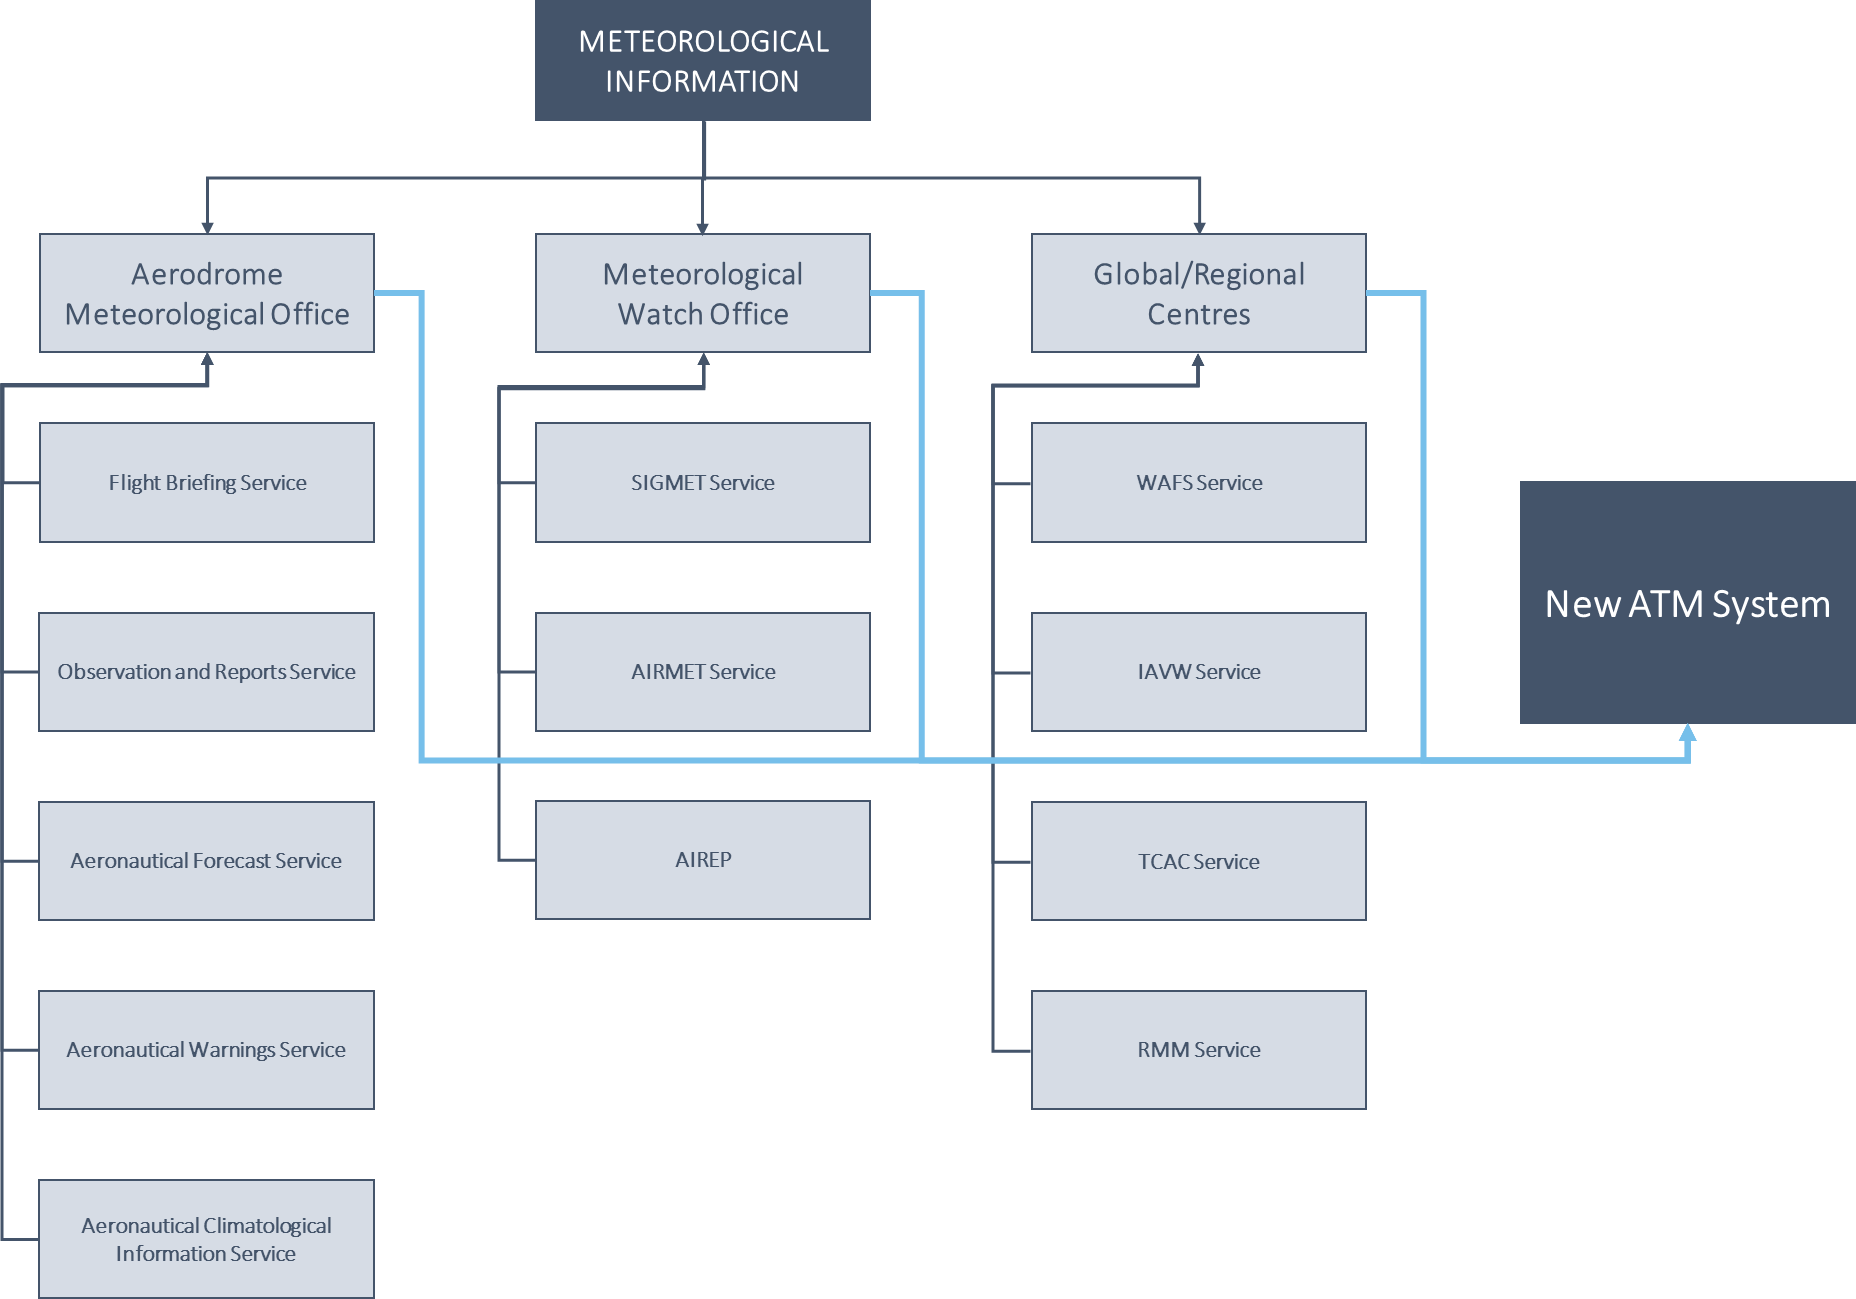 METEOROLOGICAL
INFORMATION
Aerodrome
Meteorological Office
Meteorological
Watch Office
Global/Regional
Centres
Flight Briefing Service
SIGMET Service
WAFS Service
New ATM System
Observation and Reports Service
AIRMET Service
IAVW Service
Aeronautical Forecast Service
AIREP
TCAC Service
Aeronautical Warnings Service
RMM Service
Aeronautical Climatological
Information Service